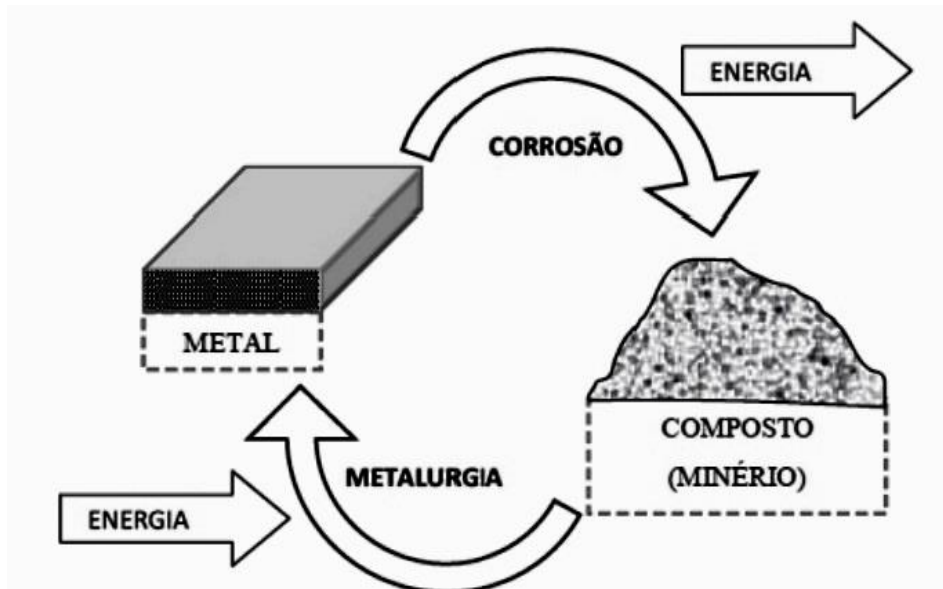 ENERGIA
CORROSÃO
METAL
COMPOSTO
(MINÉRIO)
METALURGIA
ENERGIA